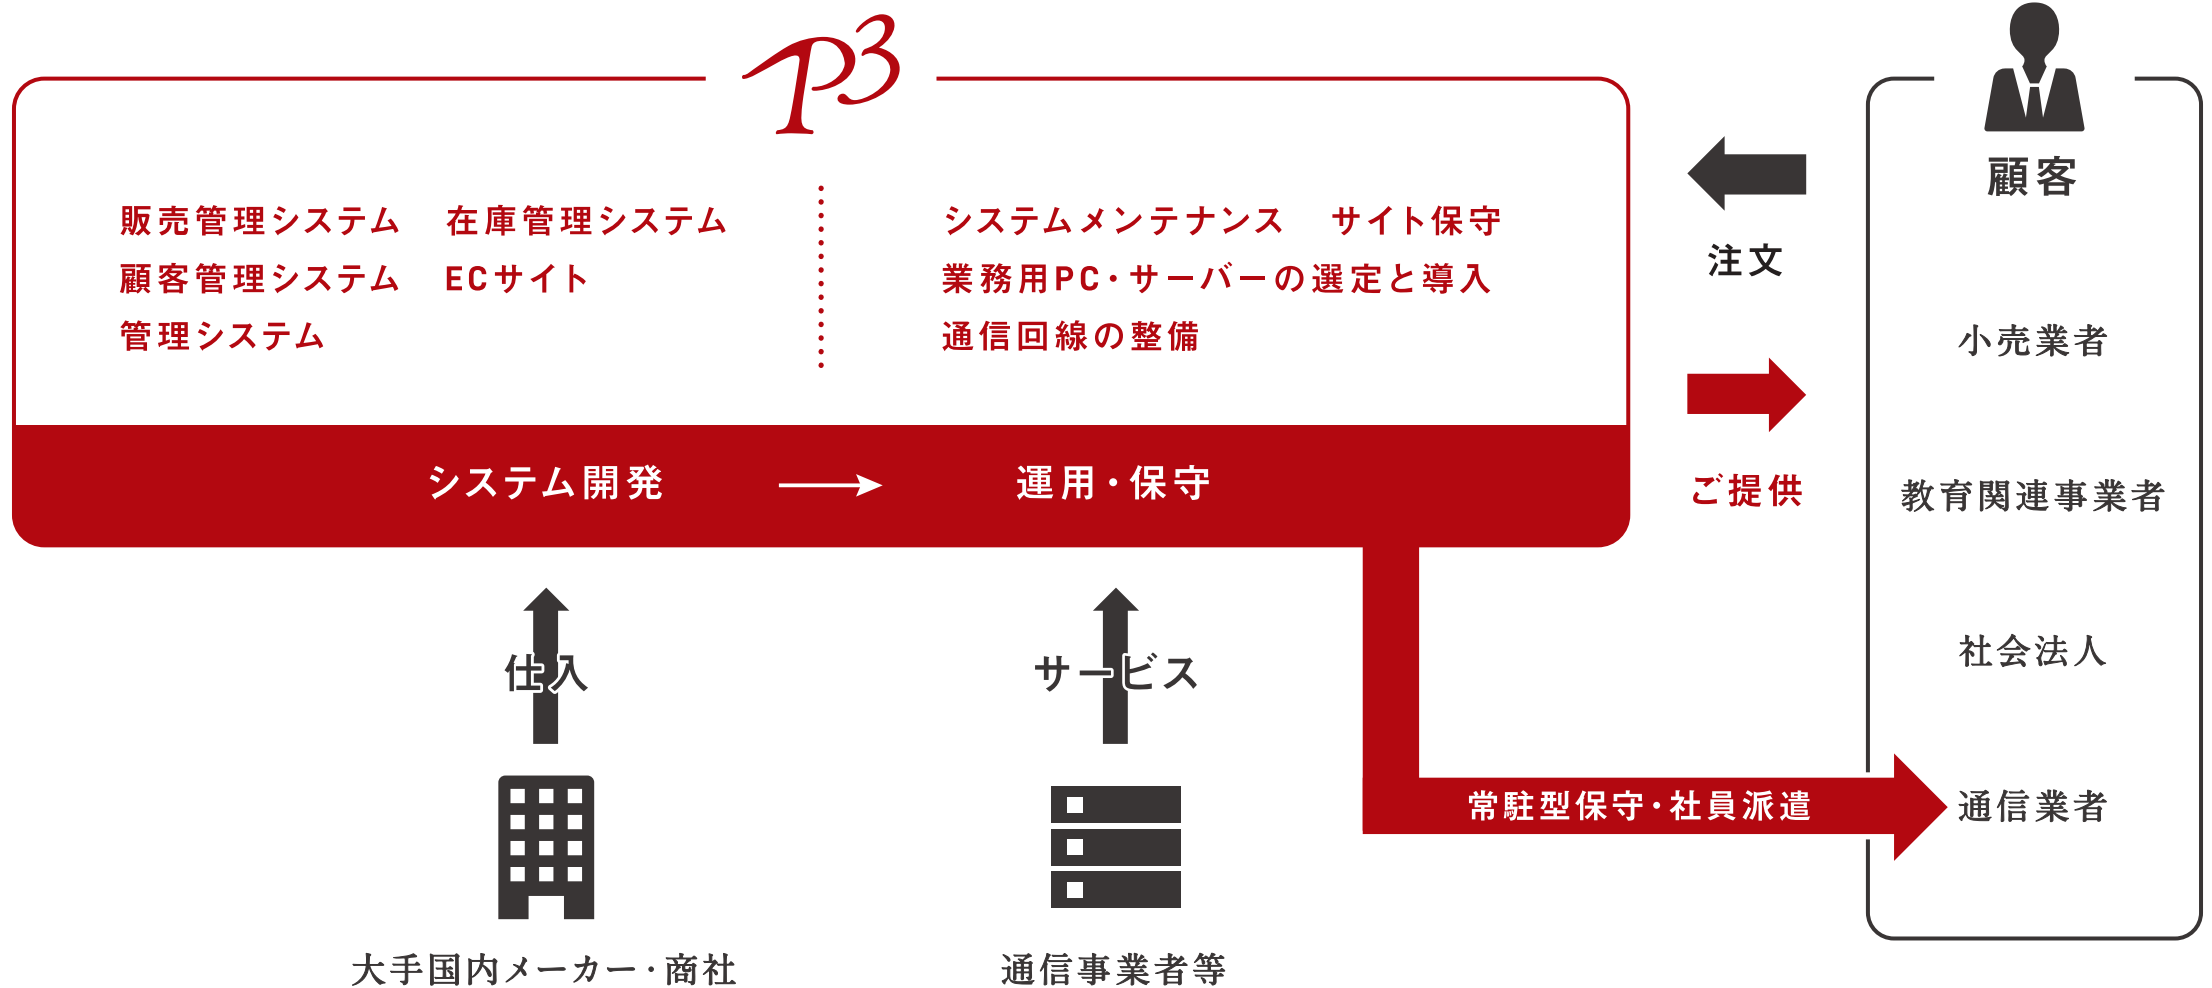 P3
販売管理システム 在庫管理システム
顧客管理システム ECサイト
管理システム
システムメンテナンス サイト保守
業務用PC・サーバーの選定と導入
通信回線の整備
システム開発
運用・保守
注文
ご提供
顧客
小売業者
教育関連事業者
社会法人
通信業者
常駐型保守・社員派遣
仕入
サービス
大手国内メーカー・商社
通信事業者等